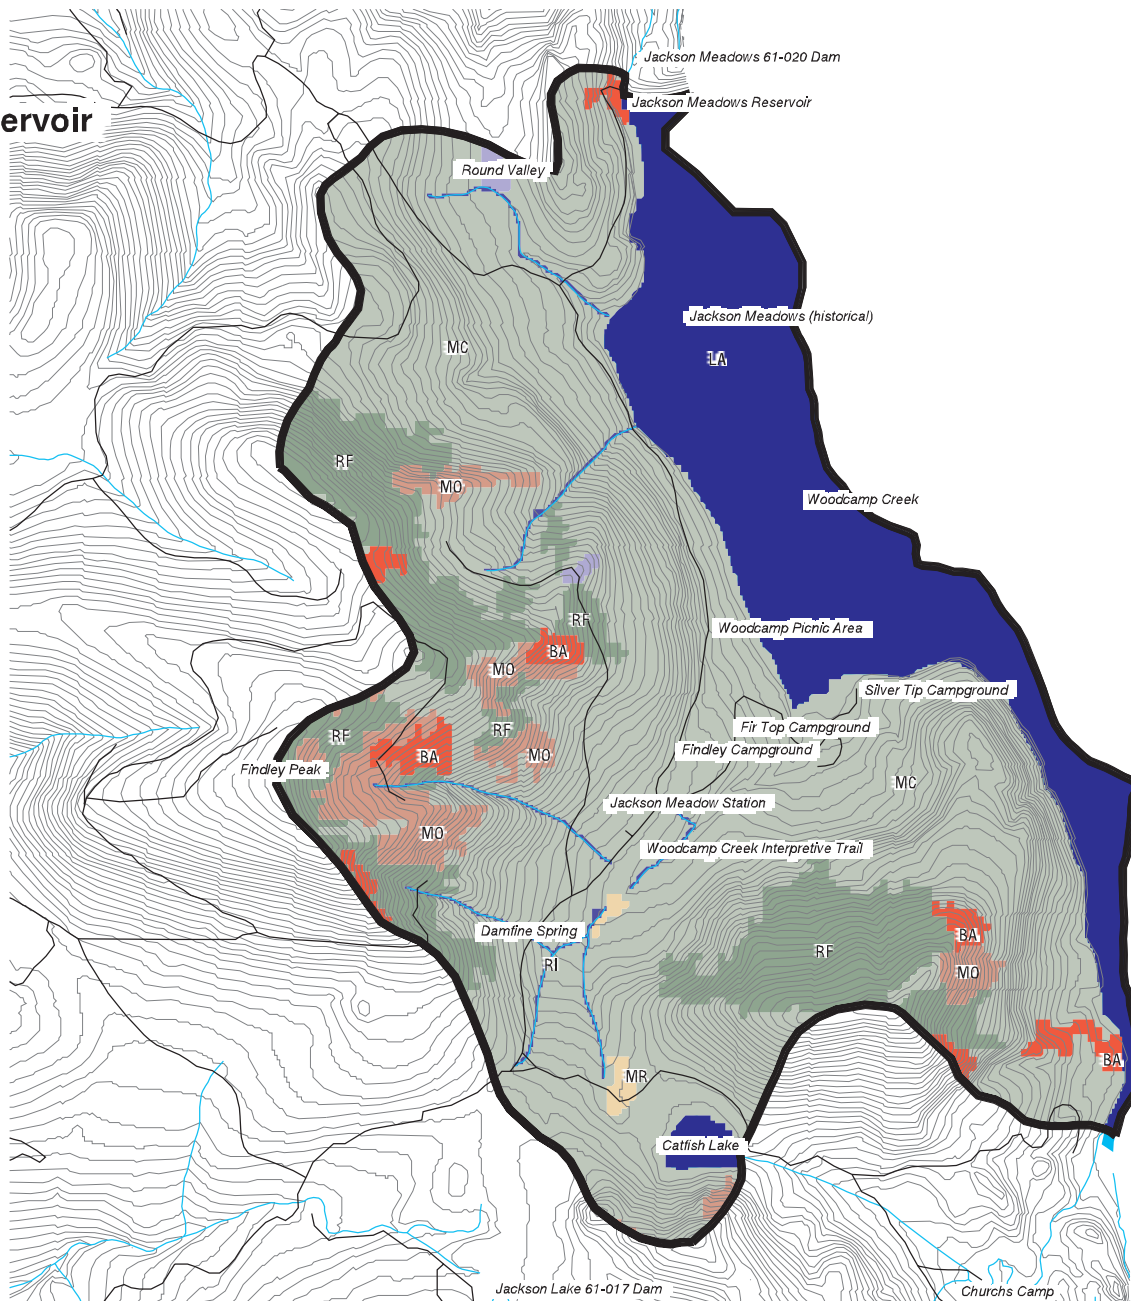 Jackson Meadows 61-020 Dam
Jackson Meadows Reservoir
ervoir
Round Valley
Jackson Meadows (historical)
MC
LA
RF
MO
Woodcamp Creek
RF
Woodcamp Picnic Area
BA
MO
Silver Tip Campground
Fir Top Campground
RF
RF
Findley Campground
MO
BA
Findley Peak
MC
Jackson Meadow Station
MO
Woodcamp Creek Interpretive Trail
Damfine Spring
BA
RF
RI
MO
BA
MR
Catfish Lake
Jackson Lake 61-017 Dam
Churchs Camp